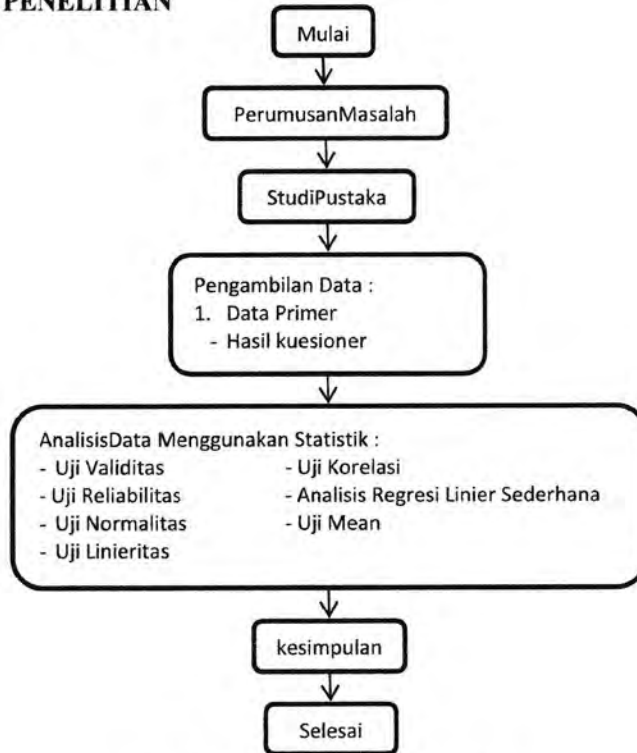 PENELITIAN
Mulai
PerumusanMasalah
StudiPustaka
Pengambilan Data :
1. Data Primer
- Hasil kuesioner
AnalisisData Menggunakan Statistik :
- Uji Validitas - Uji Korelasi
- Uji Reliabilitas - Analisis Regresi Linier Sederhana
- Uji Normalitas - Uji Mean
- Uji Linieritas
kesimpulan
Selesai